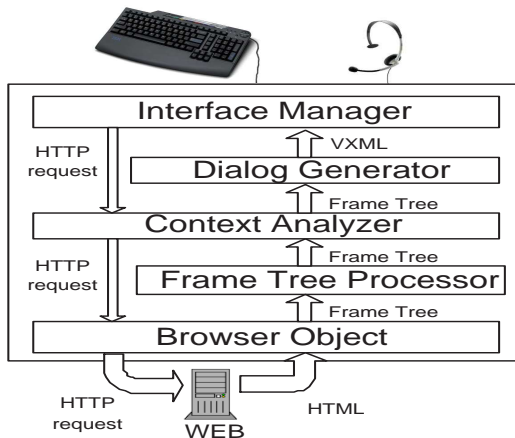 Interface Manager
HTTP
request
VXML
Dialog Generator
Frame Tree
Context Analyzer
HTTP
request
Frame Tree
Frame Tree Processor
Frame Tree
Browser Object
HTTP
request
WEB
HTML